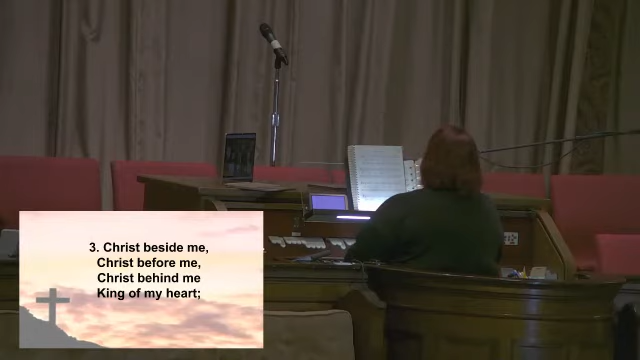 3. Christ beside me,
Christ before me,
Christ behind me
King of my heart;